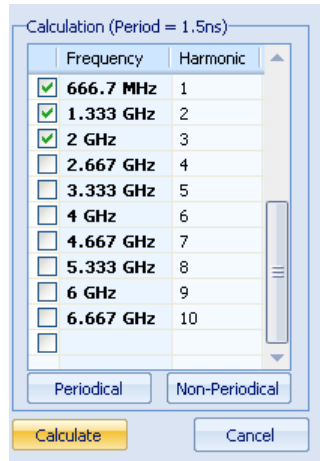 Calculation (Period = 1.5ns)
Frequency Harmonic
666.7 MHz 1
1.333 GHz 2
2 GHz 3
2.667 GHz 4
3.333 GHz 5
4 GHz 6
4.667 GHz 7
5.333 GHz 8
6 GHz 9
6.667 GHz 10
Periodical Non-Periodical
Calculate Cancel